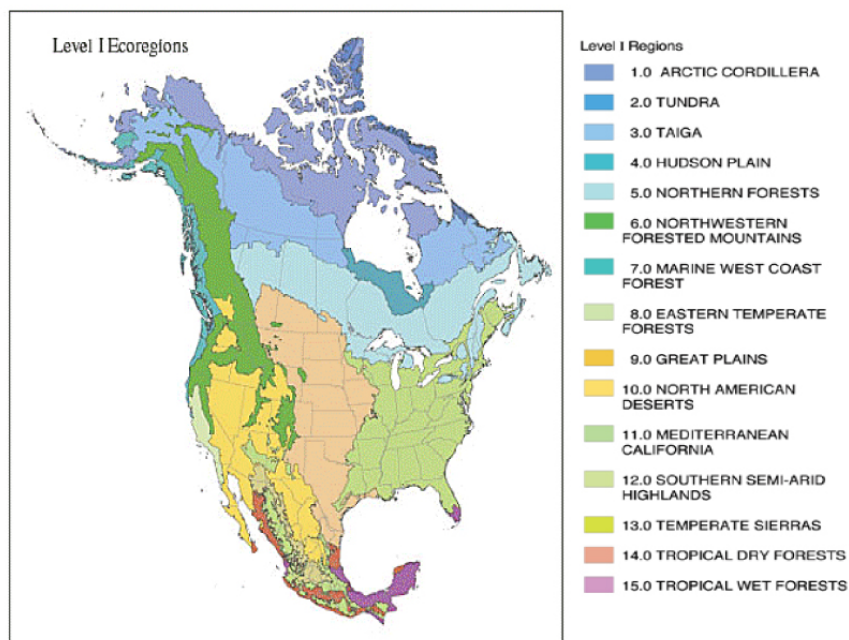 Level I Ecoregions
Level I Regions
1.0 ARCTIC CORDILLERA
2.0 TUNDRA
3.0 TAIGA
4.0 HUDSON PLAIN
5.0 NORTHERN FORESTS
6.0 NORTHWESTERN
FORESTED MOUNTAINS
7.0 MARINE WEST COAST
FOREST
8.0 EASTERN TEMPERATE
FORESTS
9.0 GREAT PLAINS
10.0 NORTH AMERICAN
DESERTS
11.0 MEDITERRANEAN
CALIFORNIA
12.0 SOUTHERN SEMI-ARID
HIGHLANDS
13.0 TEMPERATE SIERRAS
14.0 TROPICAL DRY FORESTS
15.0 TROPICAL WET FORESTS